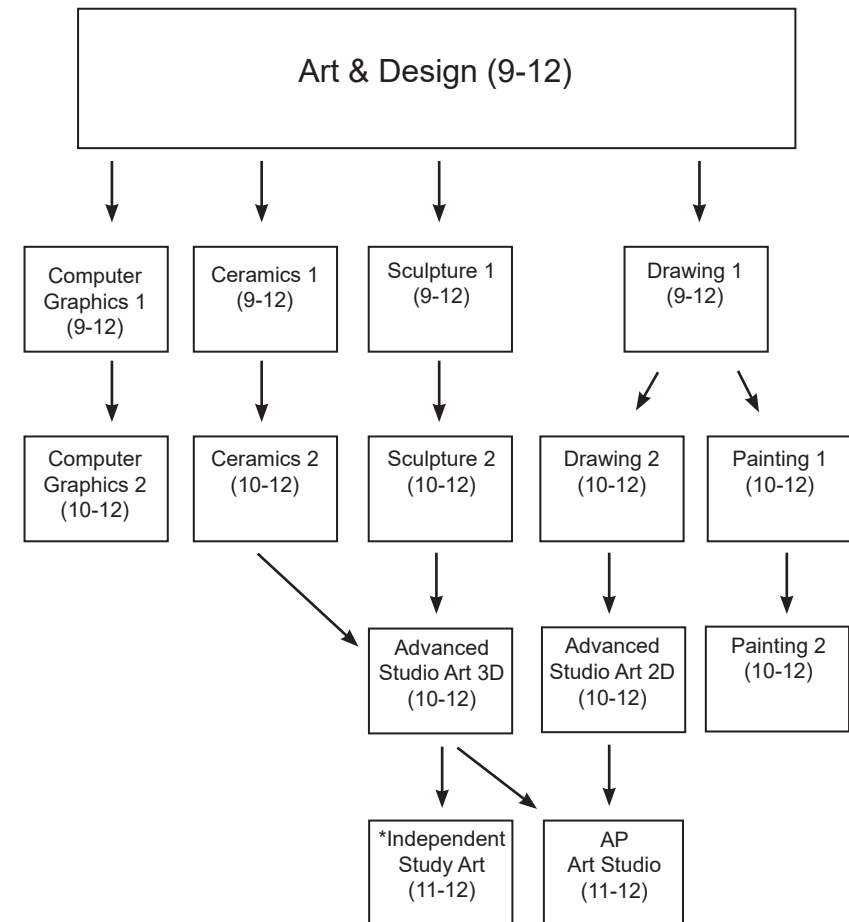 Art & Design (9-12)
Computer
Graphics 1
(9-12)
Ceramics 1
(9-12)
Sculpture 1
(9-12)
Drawing 1
(9-12)
Computer
Graphics 2
(10-12)
Ceramics 2
(10-12)
Sculpture 2
(10-12)
Drawing 2
(10-12)
Painting 1
(10-12)
Advanced
Studio Art 3D
(10-12)
Advanced
Studio Art 2D
(10-12)
Painting 2
(10-12)
*Independent
Study Art
(11-12)
AP
Art Studio
(11-12)